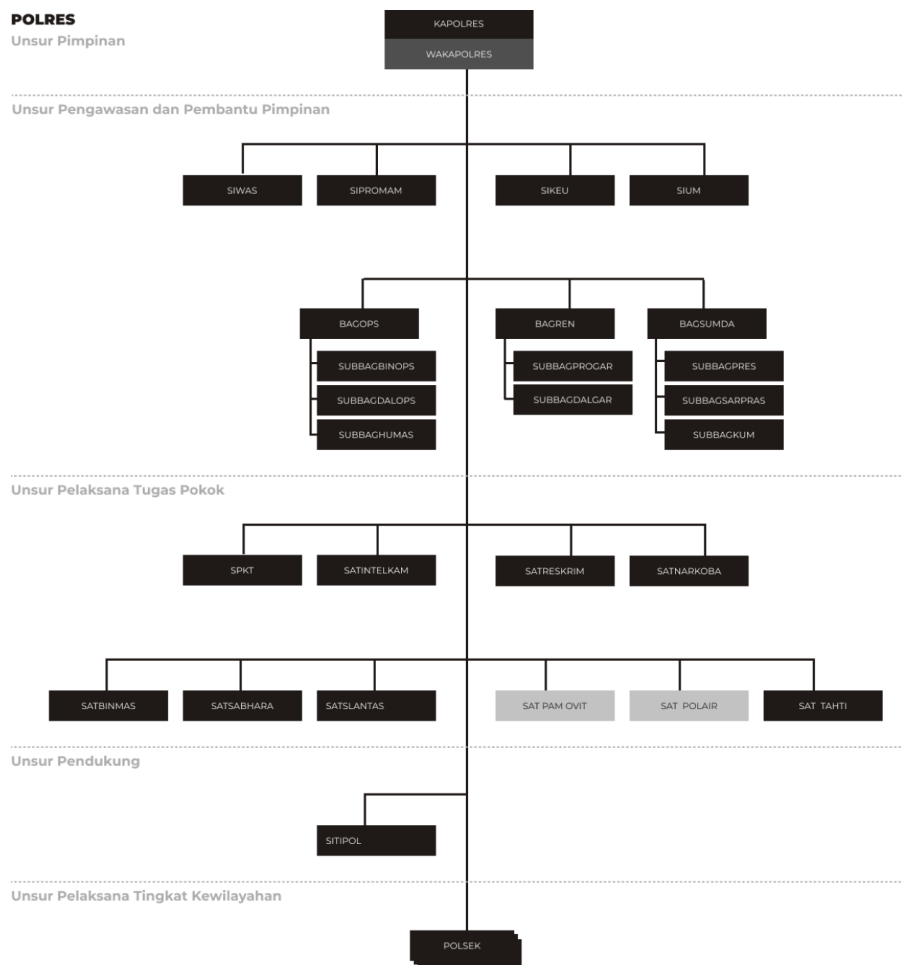 POLRES
Unsur Pimpinan
KAPOLRES
WAKAPOLRES
Unsur Pengawasan dan Pembantu Pimpinan
SIWAS
SIPROMAM
SIKEU
SIUM
BAGOPS
SUBBAGBINOPS
SUBBAGDALOPS
SUBBAGHUMAS
BAGREN
SUBBAGPROGAR
SUBBAGDALGAR
BAGSUMDA
SUBBAGPRES
SUBBAGSARPRAS
SUBBAGKUM
Unsur Pelaksana Tugas Pokok
SPKT
SATINTELKAM
SATRESKRIM
SATNARKOBA
SATBINMAS
SATSABHARA
SATSLANTAS
SAT PAM OVIT
SAT POLAIR
SAT TAHTI
Unsur Pendukung
SITIPOL
Unsur Pelaksana Tingkat Kewilayahan
POLSEK